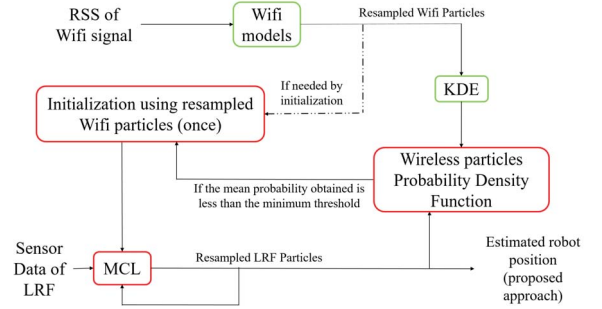 RSS of
Wifi signal
Wifi
models
Resampled Wifi Particles
If needed by
initialization
KDE
Initialization using resampled
Wifi particles (once)
Wireless particles
Probability Density
Function
If the mean probability obtained is
less than the minimum threshold
Sensor
Data of
LRF
MCL
Resampled LRF Particles
Estimated robot
position
(proposed
approach)